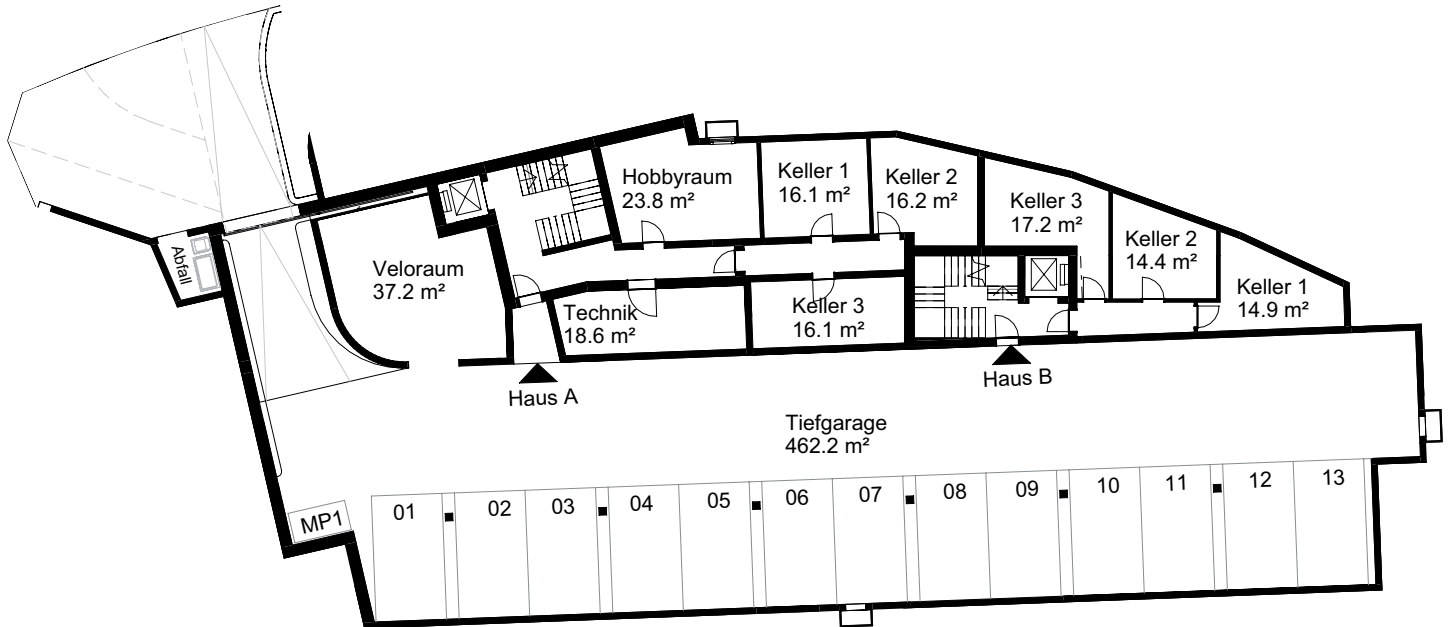 Abfall
Veloraum
37.2 m²
Hobbyraum
23.8 m²
Keller 1
16.1 m²
Keller 2
16.2 m²
Keller 3
17.2 m²
Keller 2
14.4 m²
Keller 1
14.9 m²
Technik
18.6 m²
Keller 3
16.1 m²
Haus A
Haus B
Tiefgarage
462.2 m²
MP1
01
02
03
04
05
06
07
08
09
10
11
12
13